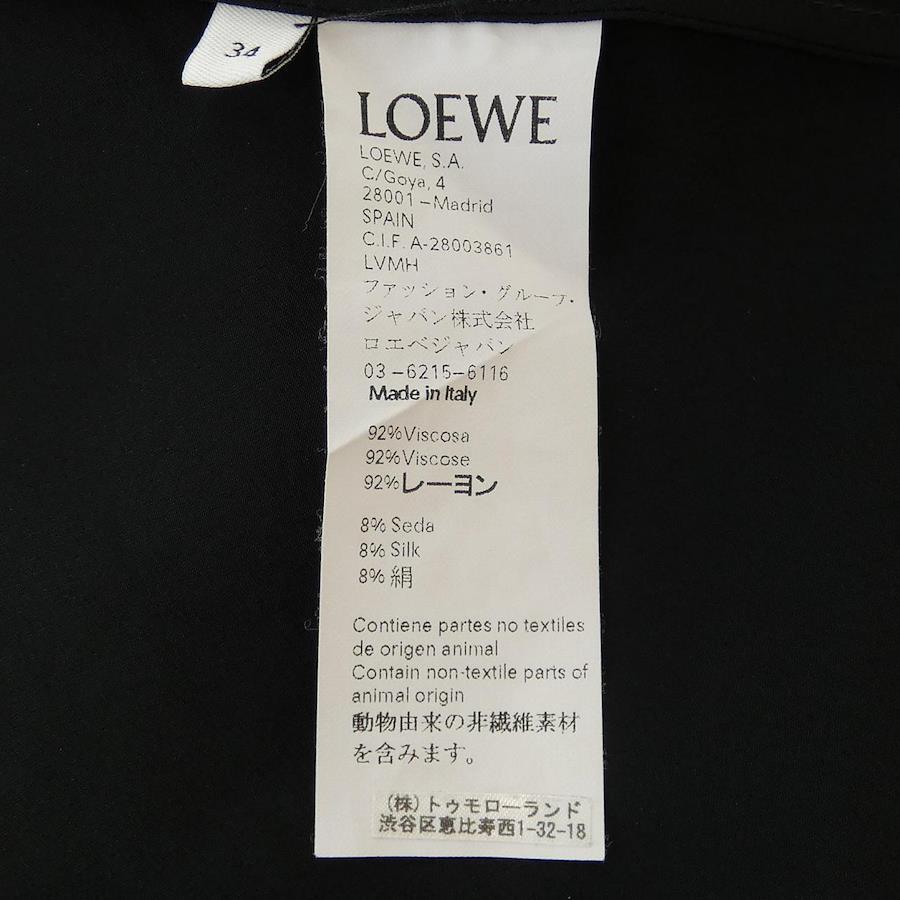 34
LOEWE
LOEWE, S.A.
C/Goya, 4
28001 – Madrid
SPAIN
C.I.F. A-28003861
LVMH
ファッション・グループ・
ジャパン株式会社
ロエベジャパン
03 – 6215 – 6116
Made in Italy
92% Viscosa
92% Viscose
92% レーヨン
8% Seda
8% Silk
8% 絹
Contiene partes no textiles
de origen animal
Contain non-textile parts of
animal origin
動物由来の非繊維素材
を含みます。
(株)トゥモローランド
渋谷区恵比寿西1-32-18